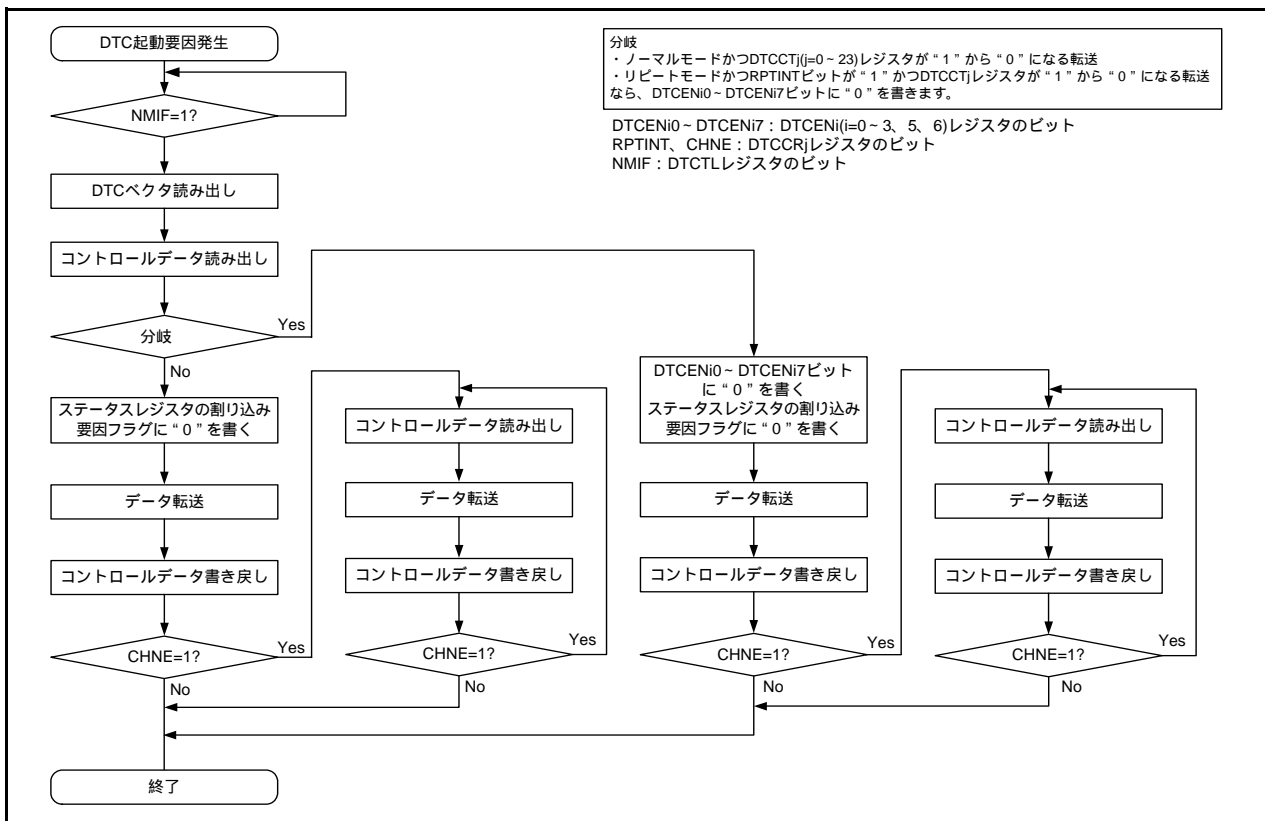 DTC起動要因発生
NMIF=1?
DTCベクタ読み出し
コントロールデータ読み出し
分岐
Yes
No
ステータスレジスタの割り込み
要因フラグに“0”を書く
データ転送
コントロールデータ書き戻し
CHNE=1?
Yes
No
終了
コントロールデータ読み出し
データ転送
コントロールデータ書き戻し
CHNE=1?
Yes
No
分岐
・ノーマルモードかつDTCCTj(j=0~23)レジスタが“1”から“0”になる転送
・リピートモードかつRPTINTビットが“1”かつDTCCTjレジスタが“1”から“0”になる転送
なら、DTCENi0~DTCENi7ビットに“0”を書きます。
DTCENi0~DTCENi7：DTCENi(i=0~3、5、6)レジスタのビット
RPTINT、CHNE：DTCCRjレジスタのビット
NMIF：DTCTLレジスタのビット
DTCENi0~DTCENi7ビット
に“0”を書く
ステータスレジスタの割り込み
要因フラグに“0”を書く
データ転送
コントロールデータ書き戻し
CHNE=1?
Yes
No
コントロールデータ読み出し
データ転送
コントロールデータ書き戻し
CHNE=1?
Yes
No